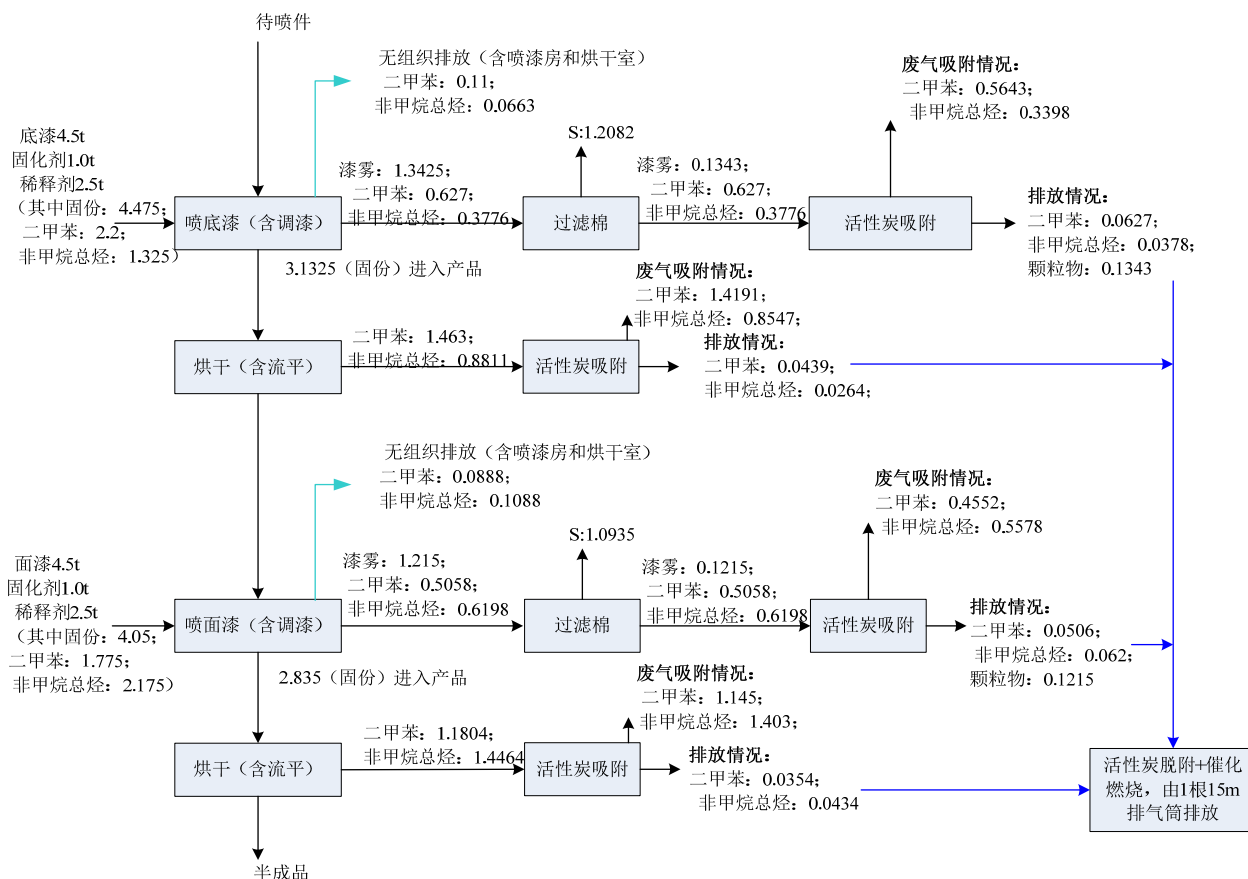 待喷件
无组织排放（含喷漆房和烘干室）
二甲苯：0.11；
非甲烷总烃：0.0663
废气吸附情况：
二甲苯：0.5643；
非甲烷总烃：0.3398
底漆4.5t
固化剂1.0t
稀释剂2.5t
（其中固份：4.475；
二甲苯：2.2；
非甲烷总烃：1.325）
喷底漆（含调漆）
漆雾：1.3425；
二甲苯：0.627；
非甲烷总烃：0.3776
S:1.2082
过滤棉
漆雾：0.1343；
二甲苯：0.627；
非甲烷总烃：0.3776
活性炭吸附
排放情况：
二甲苯：0.0627；
非甲烷总烃：0.0378；
颗粒物：0.1343
3.1325（固份）进入产品
废气吸附情况：
二甲苯：1.4191；
非甲烷总烃：0.8547；
烘干（含流平）
二甲苯：1.463；
非甲烷总烃：0.8811
活性炭吸附
排放情况：
二甲苯：0.0439；
非甲烷总烃：0.0264；
无组织排放（含喷漆房和烘干室）
二甲苯：0.0888；
非甲烷总烃：0.1088
废气吸附情况：
二甲苯：0.4552；
非甲烷总烃：0.5578
面漆4.5t
固化剂1.0t
稀释剂2.5t
（其中固份：4.05；
二甲苯：1.775；
非甲烷总烃：2.175）
喷面漆（含调漆）
漆雾：1.215；
二甲苯：0.5058；
非甲烷总烃：0.6198
S:1.0935
过滤棉
漆雾：0.1215；
二甲苯：0.5058；
非甲烷总烃：0.6198
活性炭吸附
排放情况：
二甲苯：0.0506；
非甲烷总烃：0.062；
颗粒物：0.1215
2.835（固份）进入产品
废气吸附情况：
二甲苯：1.145；
非甲烷总烃：1.403；
烘干（含流平）
二甲苯：1.1804；
非甲烷总烃：1.4464
活性炭吸附
排放情况：
二甲苯：0.0354；
非甲烷总烃：0.0434
活性炭脱附+催化
燃烧，由1根15m
排气筒排放
半成品